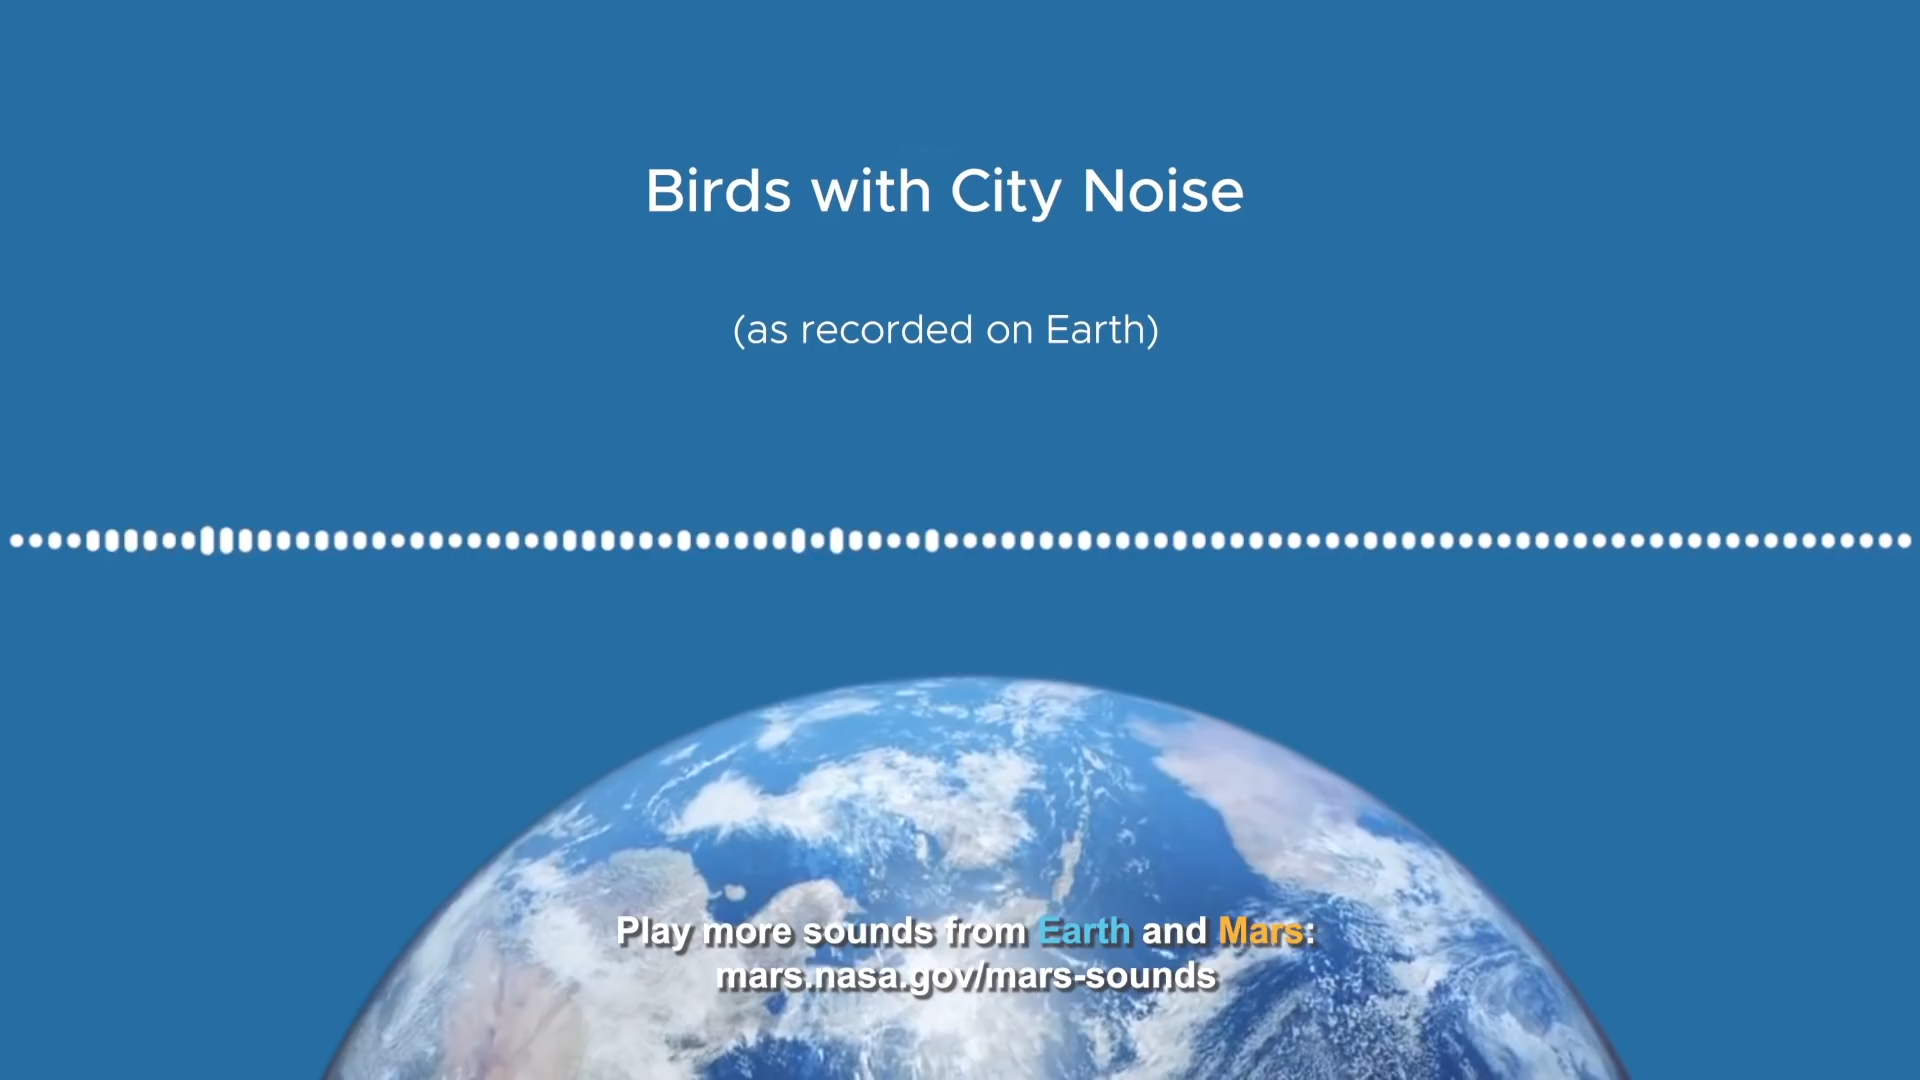 Birds with City Noise
(as recorded on Earth)
Play more sounds from Earth and Mars:
mars.nasa.gov/mars-sounds